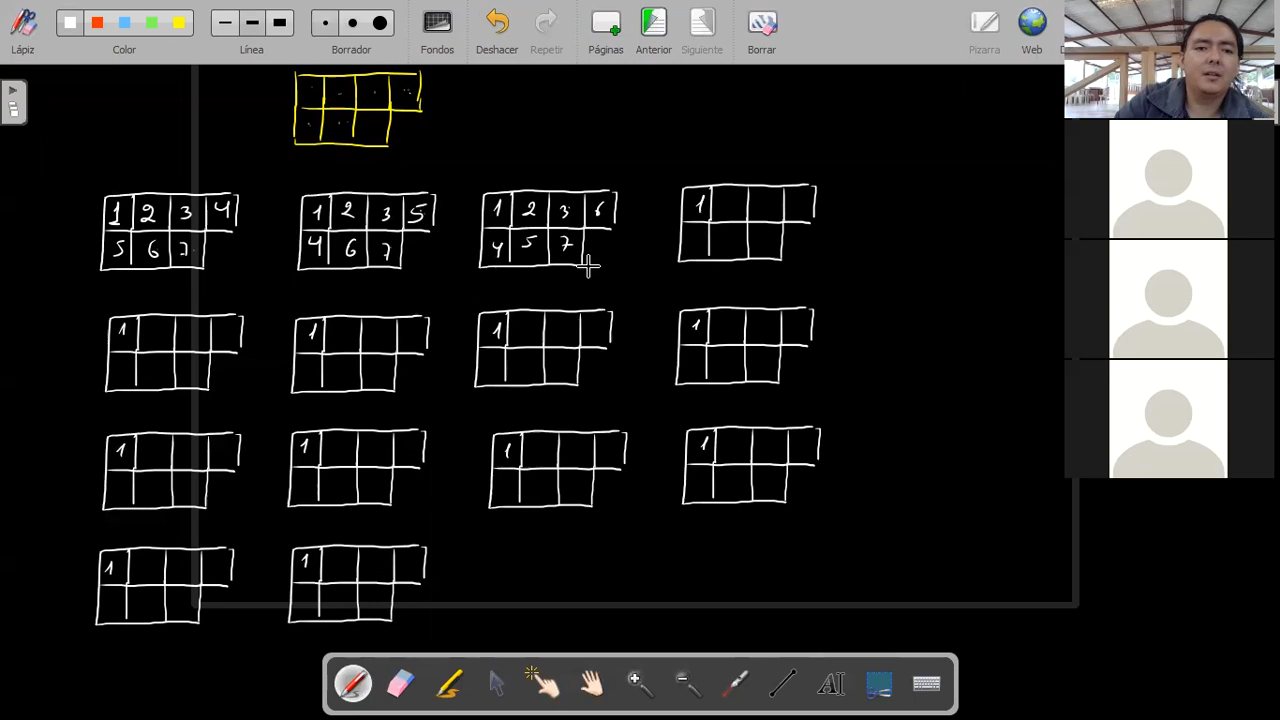 Lápiz Color Línea Borrador Fondos Deshacer Repetir Páginas Anterior Siguiente Borrar Pizarra Web
1 2 3 4 1 2 3 5 1 2 3 6 1
5 6 7 4 6 7 4 5 7
1 1 1 1
1 1 1 1
1 1
AI